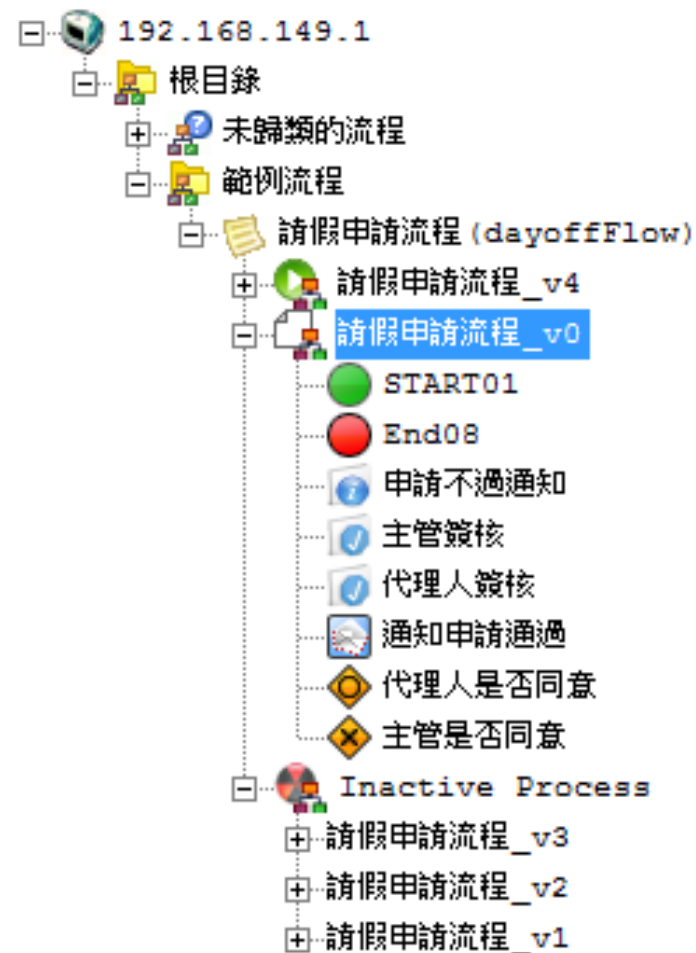 192.168.149.1
根目錄
未歸類的流程
範例流程
請假申請流程(dayoffFlow)
請假申請流程_v4
請假申請流程_v0
START01
End08
申請不過通知
主管簽核
代理人簽核
通知申請通過
代理人是否同意
主管是否同意
Inactive Process
請假申請流程_v3
請假申請流程_v2
請假申請流程_v1